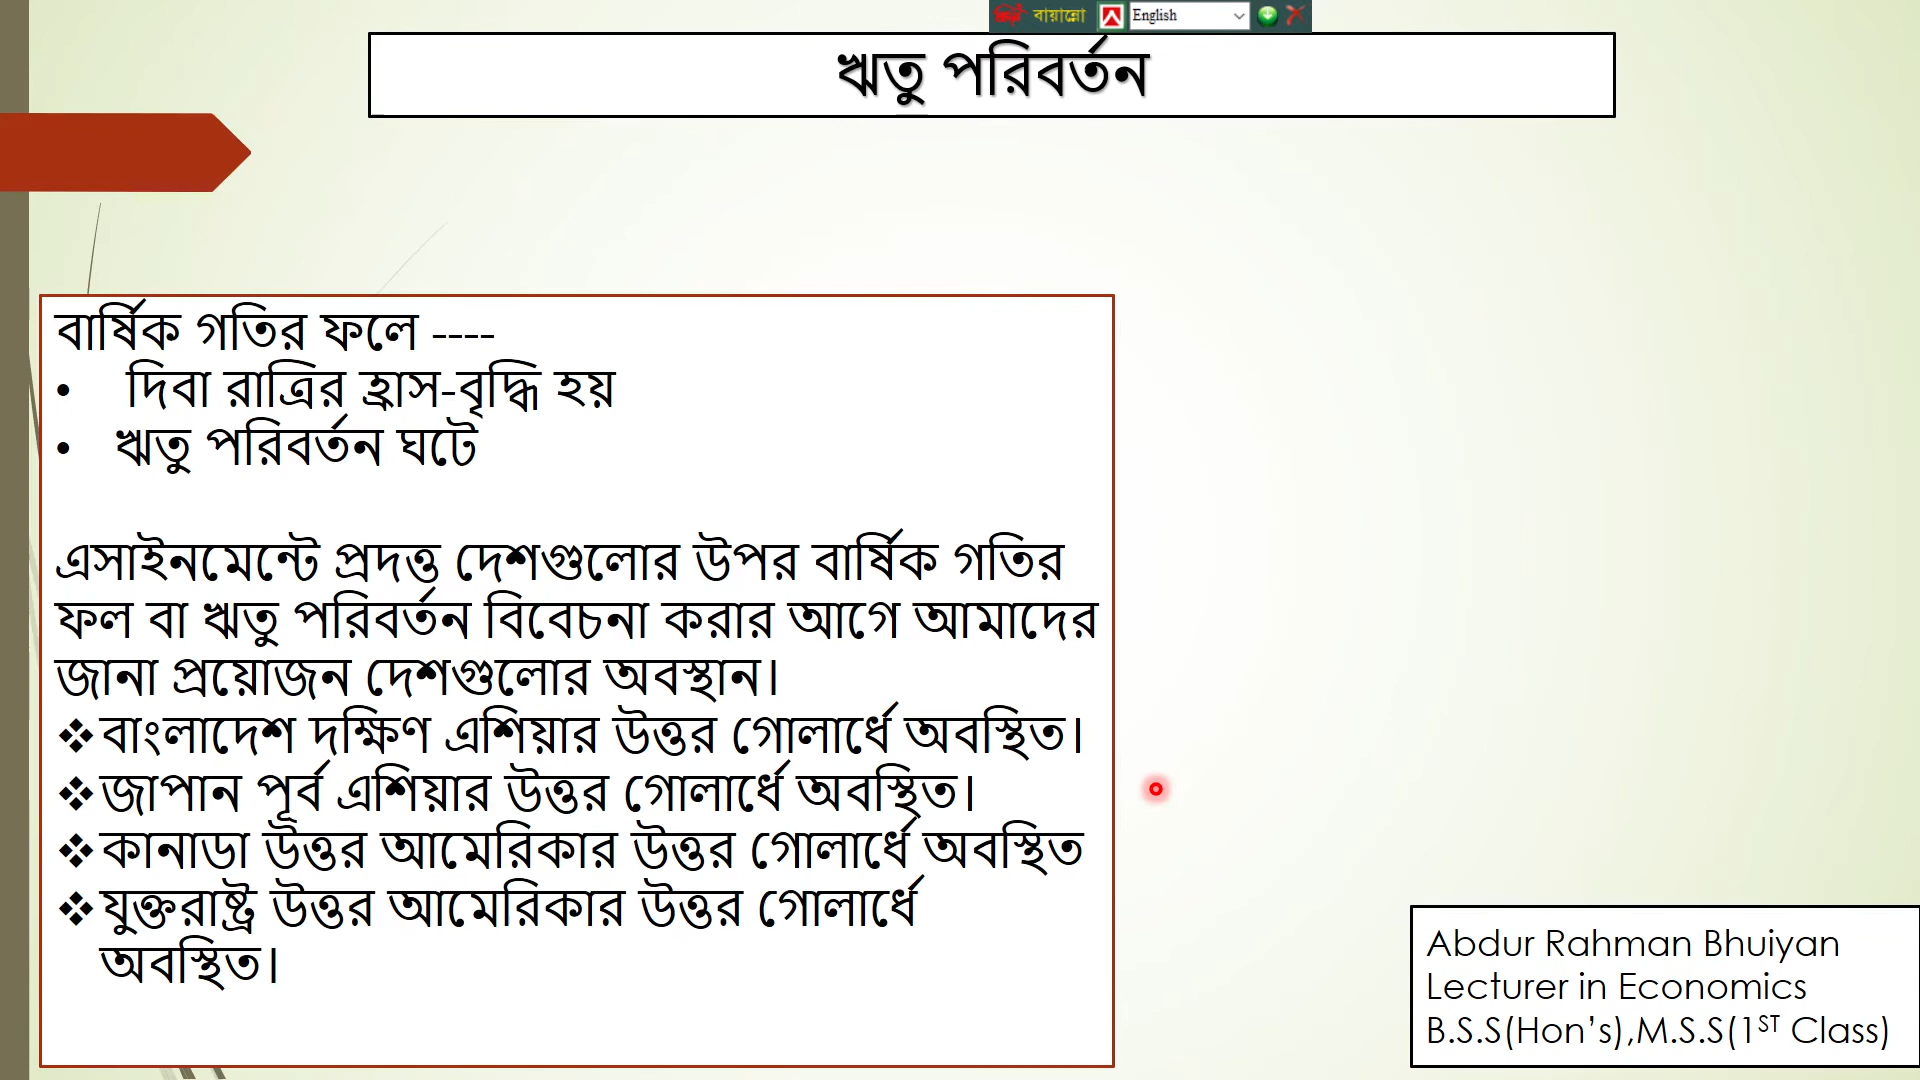 বায়ান্নো English
ঋতু পরিবর্তন
বার্ষিক গতির ফলে ----
• দিবা রাত্রির হ্রাস-বৃদ্ধি হয়
• ঋতু পরিবর্তন ঘটে
এসাইনমেন্টে প্রদত্ত দেশগুলোর উপর বার্ষিক গতির
ফল বা ঋতু পরিবর্তন বিবেচনা করার আগে আমাদের
জানা প্রয়োজন দেশগুলোর অবস্থান।
❖বাংলাদেশ দক্ষিণ এশিয়ার উত্তর গোলার্ধে অবস্থিত।
❖জাপান পূর্ব এশিয়ার উত্তর গোলার্ধে অবস্থিত।
❖কানাডা উত্তর আমেরিকার উত্তর গোলার্ধে অবস্থিত
❖যুক্তরাষ্ট্র উত্তর আমেরিকার উত্তর গোলার্ধে
অবস্থিত।
Abdur Rahman Bhuiyan
Lecturer in Economics
B.S.S(Hon’s),M.S.S(1ST Class)